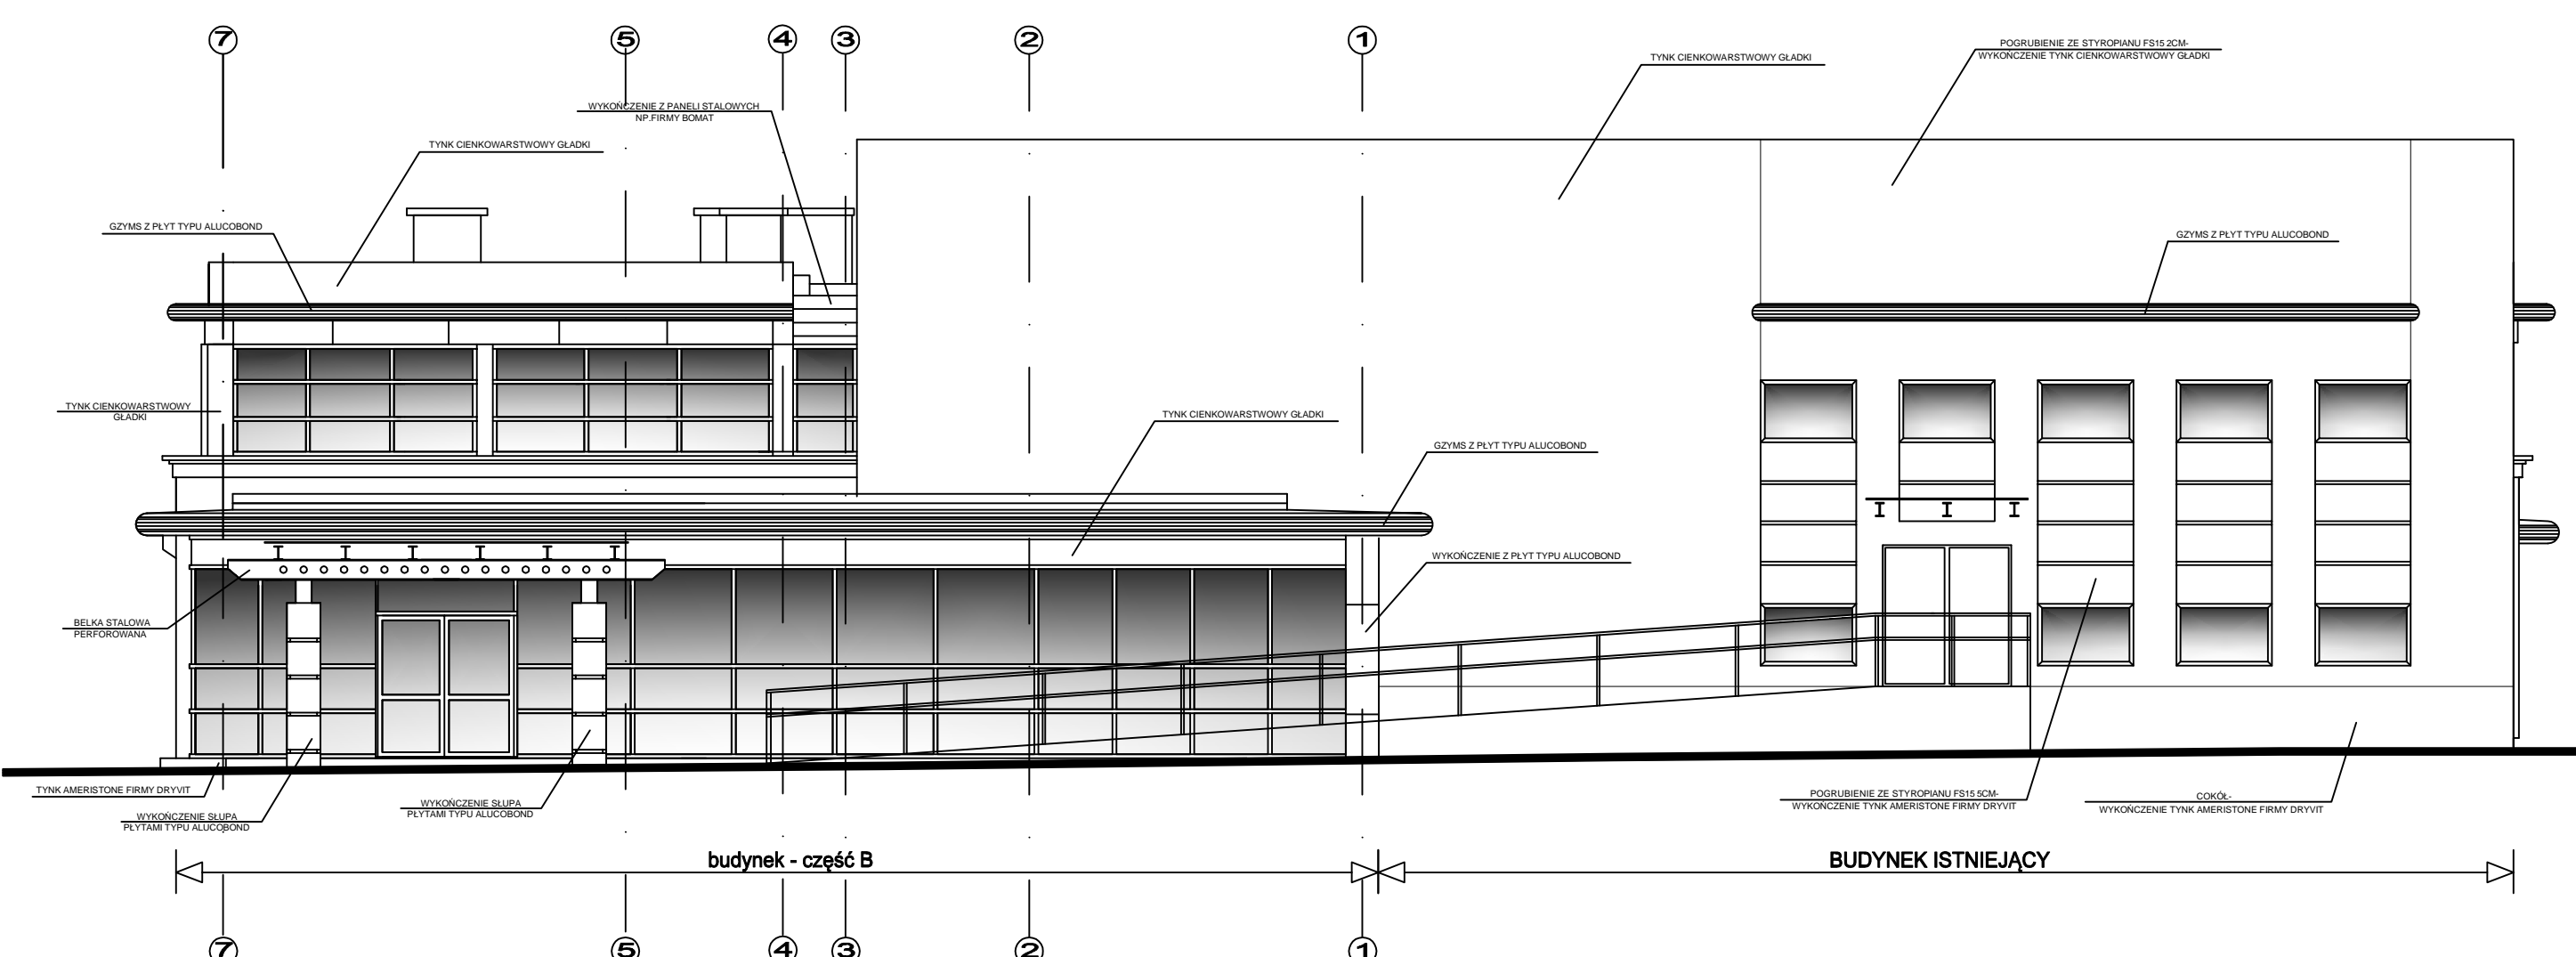 7
5
4
3
2
1
POGRUBIENIE ZE STYROPIANU FS15 2CM-
WYKOŃCZENIE TYNK CIENKOWARSTWOWY GŁADKI
TYNK CIENKOWARSTWOWY GŁADKI
WYKOŃCZENIE Z PANELI STALOWYCH
NP.FIRMY BOMAT
TYNK CIENKOWARSTWOWY GŁADKI
GZYMS Z PŁYT TYPU ALUCOBOND
GZYMS Z PŁYT TYPU ALUCOBOND
TYNK CIENKOWARSTWOWY
GŁADKI
TYNK CIENKOWARSTWOWY GŁADKI
GZYMS Z PŁYT TYPU ALUCOBOND
WYKOŃCZENIE Z PŁYT TYPU ALUCOBOND
BELKA STALOWA
PERFOROWANA
TYNK AMERISTONE FIRMY DRYVIT
WYKOŃCZENIE SŁUPA
PŁYTAMI TYPU ALUCOBOND
WYKOŃCZENIE SŁUPA
PŁYTAMI TYPU ALUCOBOND
POGRUBIENIE ZE STYROPIANU FS15 5CM-
WYKOŃCZENIE TYNK AMERISTONE FIRMY DRYVIT
COKÓŁ-
WYKOŃCZENIE TYNK AMERISTONE FIRMY DRYVIT
budynek - część B
BUDYNEK ISTNIEJĄCY
7
5
4
3
2
1